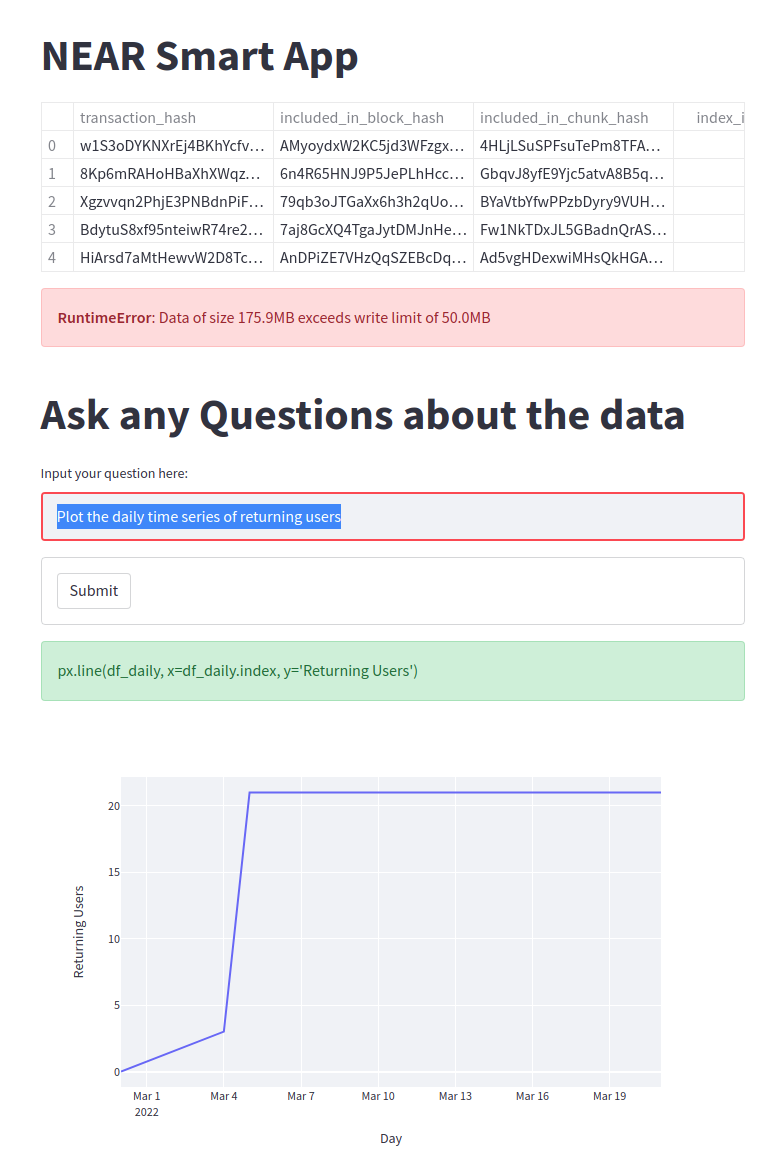 NEAR Smart App
transaction_hash included_in_block_hash included_in_chunk_hash index_i
0 w1S3oDYKNXrEj4BKhYcfv… AMyoydxW2KC5jd3WFzgx… 4HLjLSuSPFsuTePm8TFA…
1 8Kp6mRAHoHBaXhXWqz… 6n4R65HNJ9P5JePLhHcc… GbqvJ8yfE9Yjc5atvA8B5q…
2 Xgzvvqn2PhjE3PNBdnPiF… 79qb3oJTGaXx6h3h2qUo… BYaVtbYfwPPzbDyry9VUH…
3 BdytuS8xf95nteiwR74re2… 7aj8GcXQ4TgaJytDMJnHe… Fw1NkTDxJL5GBadnQrAS…
4 HiArsd7aMtHewvW2D8Tc… AnDPiZE7VHzQqSZEBcDq… Ad5vgHDexwiMHsQkHGA…
RuntimeError: Data of size 175.9MB exceeds write limit of 50.0MB
Ask any Questions about the data
Input your question here:
Plot the daily time series of returning users
Submit
px.line(df_daily, x=df_daily.index, y='Returning Users')
20
15
10
5
0
Returning Users
Mar 1 Mar 4 Mar 7 Mar 10 Mar 13 Mar 16 Mar 19
2022
Day